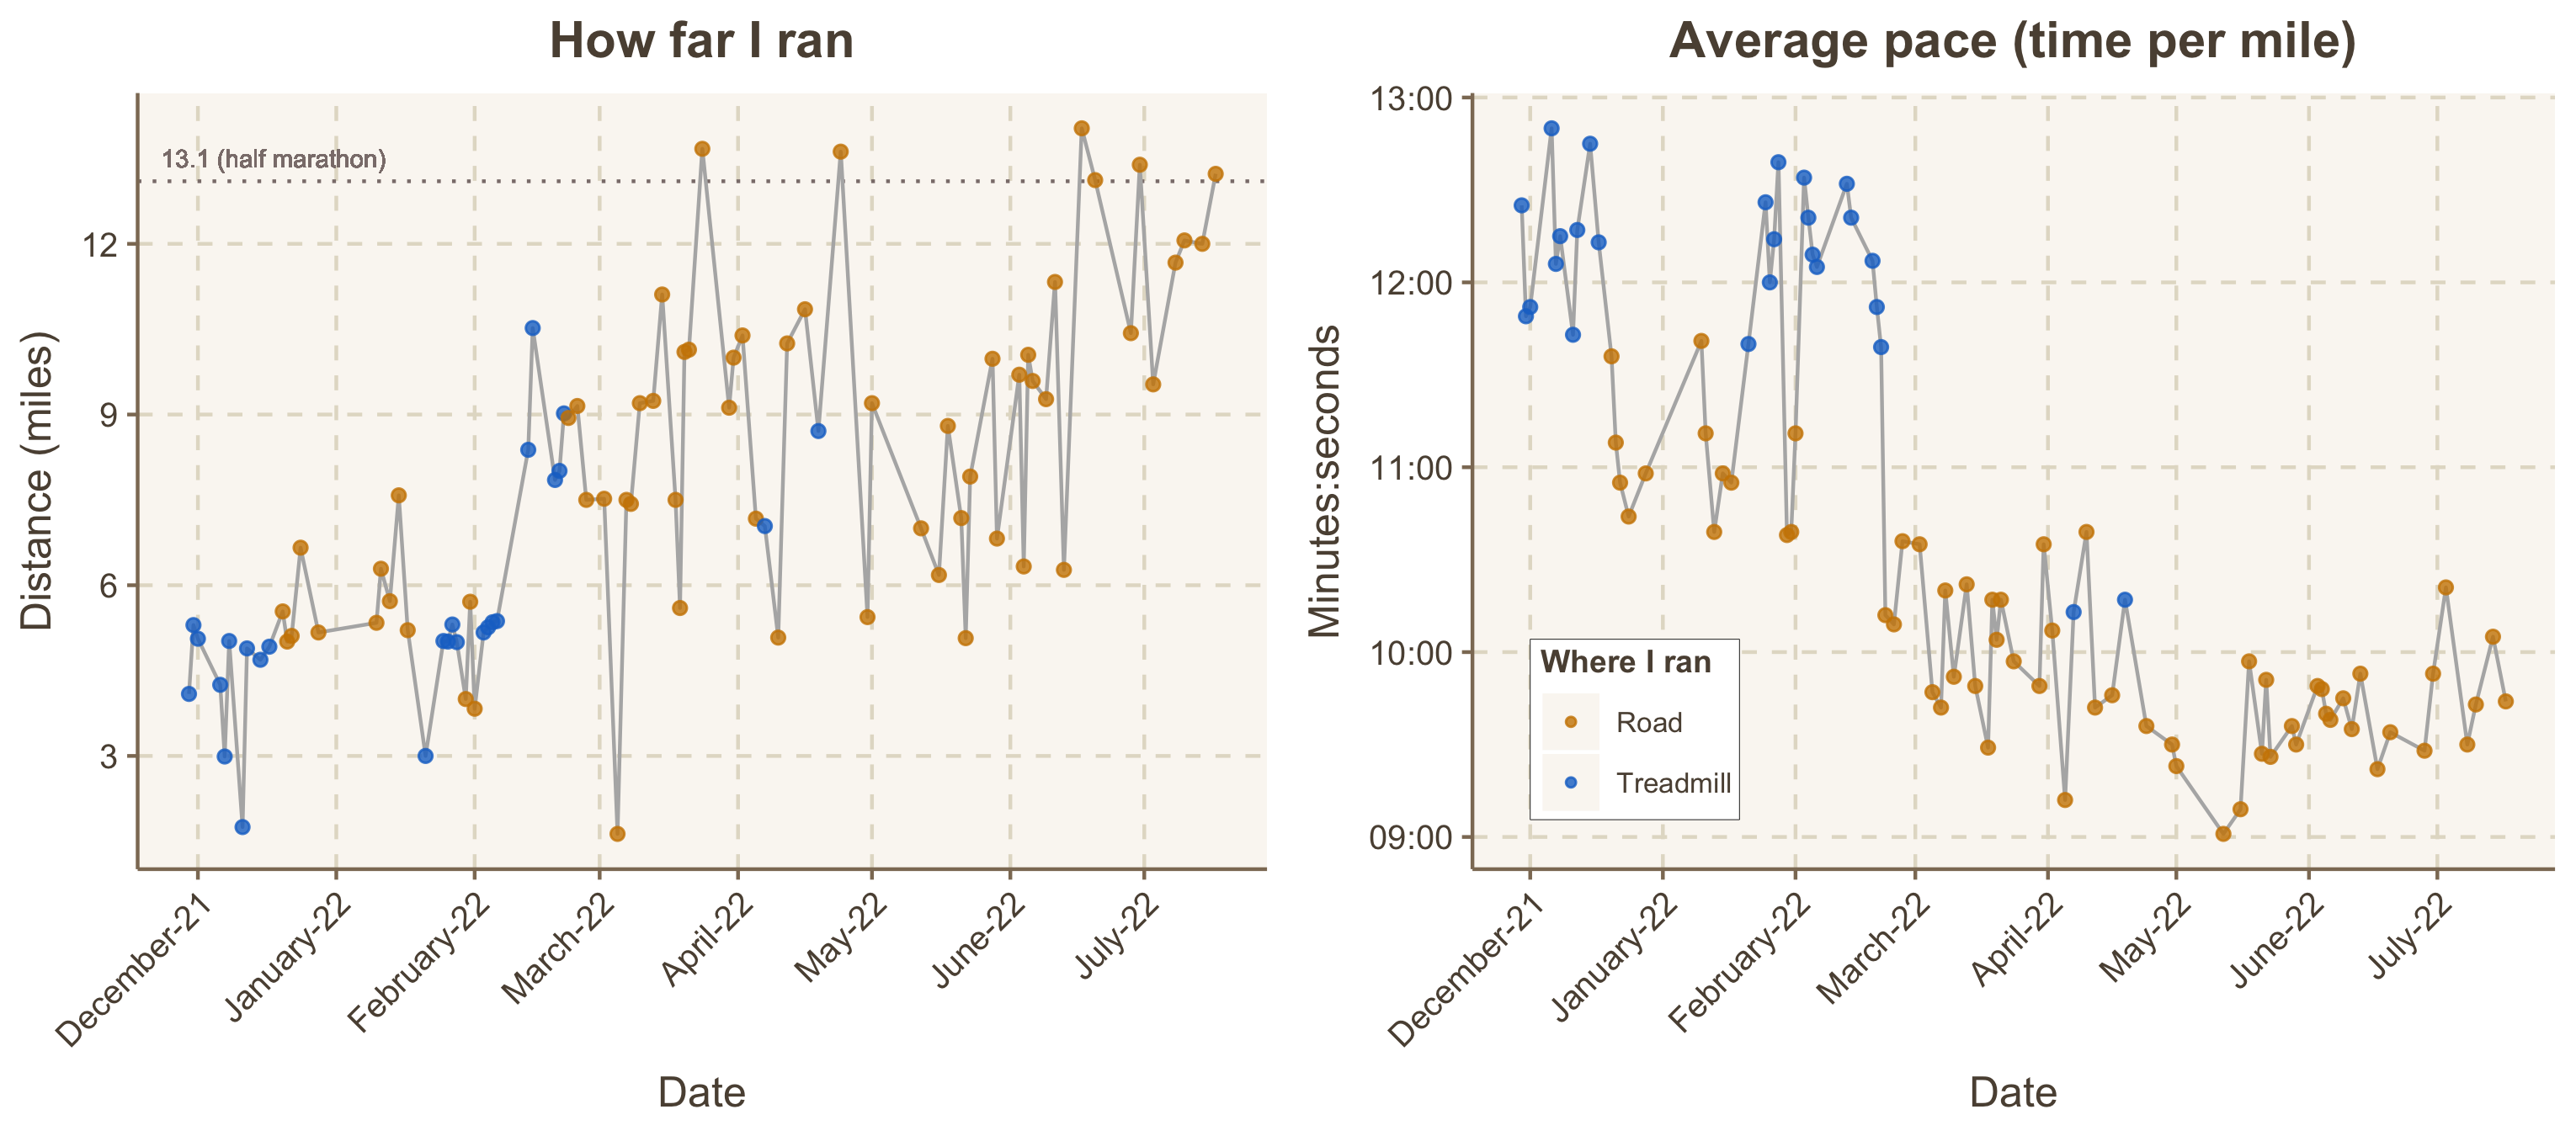 How far I ran
13.1 (half marathon)
12
9
6
3
Distance (miles)
December-21
January-22
February-22
March-22
April-22
May-22
June-22
July-22
Date
Average pace (time per mile)
13:00
12:00
11:00
10:00
09:00
Minutes:seconds
Where I ran
Road
Treadmill
December-21
January-22
February-22
March-22
April-22
May-22
June-22
July-22
Date